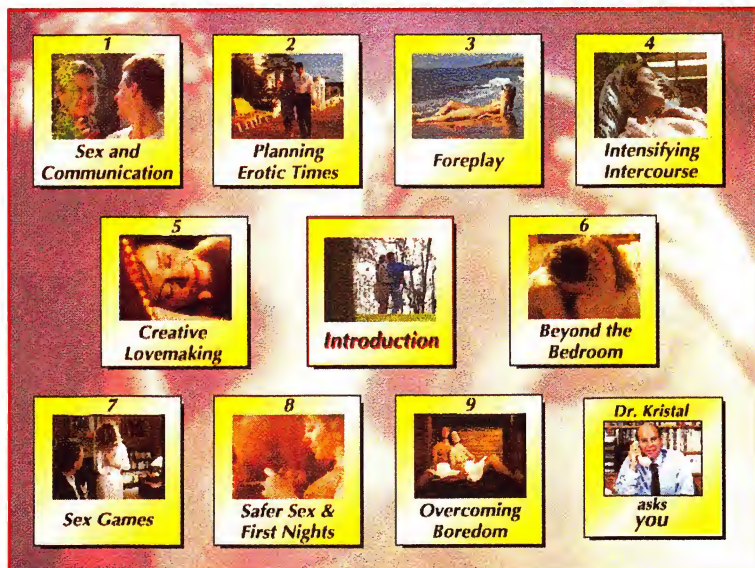 1
Sex and
Communication
2
Planning
Erotic Times
3
Foreplay
4
Intensifying
Intercourse
5
Creative
Lovemaking
Introduction
6
Beyond the
Bedroom
7
Sex Games
8
Safer Sex &
First Nights
9
Overcoming
Boredom
Dr. Kristal
asks
you